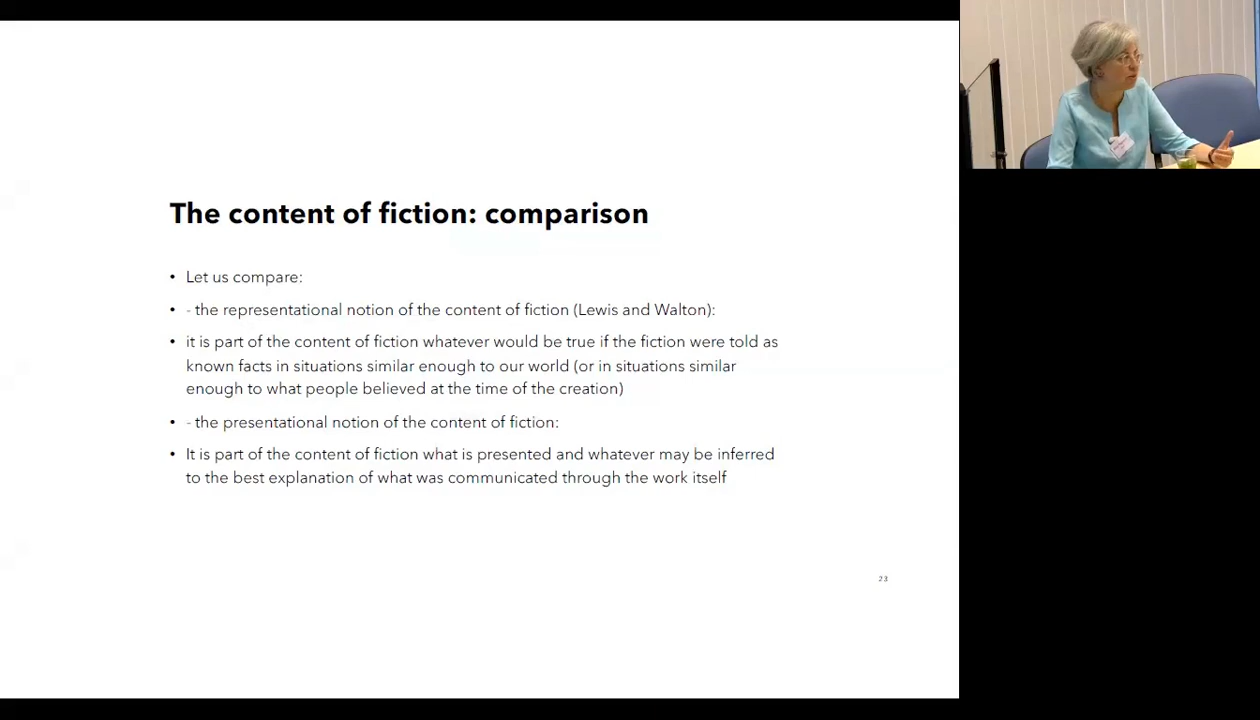 The content of fiction: comparison
• Let us compare:
• - the representational notion of the content of fiction (Lewis and Walton):
• it is part of the content of fiction whatever would be true if the fiction were told as
known facts in situations similar enough to our world (or in situations similar
enough to what people believed at the time of the creation)
• - the presentational notion of the content of fiction:
• It is part of the content of fiction what is presented and whatever may be inferred
to the best explanation of what was communicated through the work itself
23